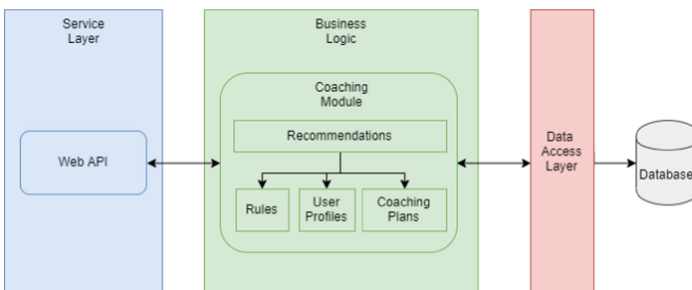 Service
Layer
Business
Logic
Coaching
Module
Recommendations
Web API
Rules
User
Profiles
Coaching
Plans
Data
Access
Layer
Database